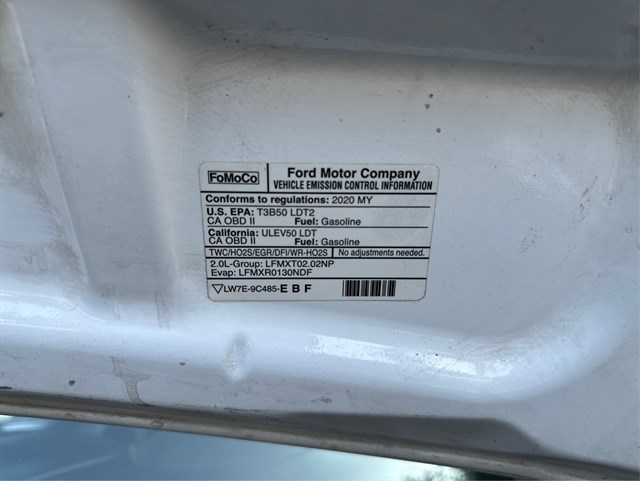 FoMoCo
Ford Motor Company
VEHICLE EMISSION CONTROL INFORMATION
Conforms to regulations: 2020 MY
U.S. EPA: T3B50 LDT2
CA OBD II Fuel: Gasoline
California: ULEV50 LDT
CA OBD II Fuel: Gasoline
TWC/HO2S/EGR/DFI/WR-HO2S No adjustments needed.
2.0L-Group: LFMXT02.02NP
Evap: LFMXR0130NDF
LW7E-9C485-E B F